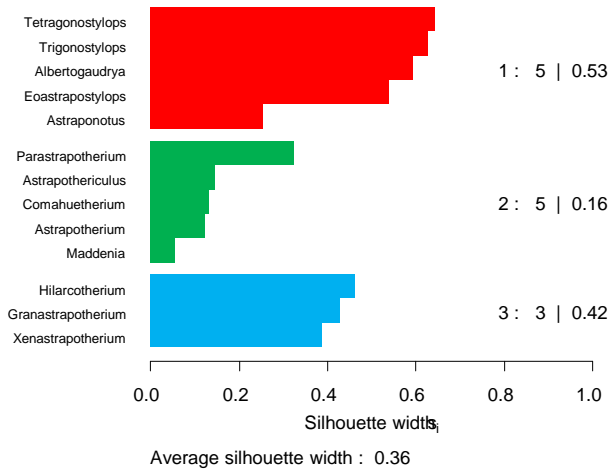 Tetragonostylops
Trigonostylops
Albertogaudrya
1 : 5 | 0.53
Eoastrapostylops
Astraponotus
Parastrapotherium
Astrapothericulus
Comahuetherium
2 : 5 | 0.16
Astrapotherium
Maddenia
Hilarcotherium
Granastrapotherium
3 : 3 | 0.42
Xenastrapotherium
0.0 0.2 0.4 0.6 0.8 1.0
Silhouette width si
Average silhouette width : 0.36